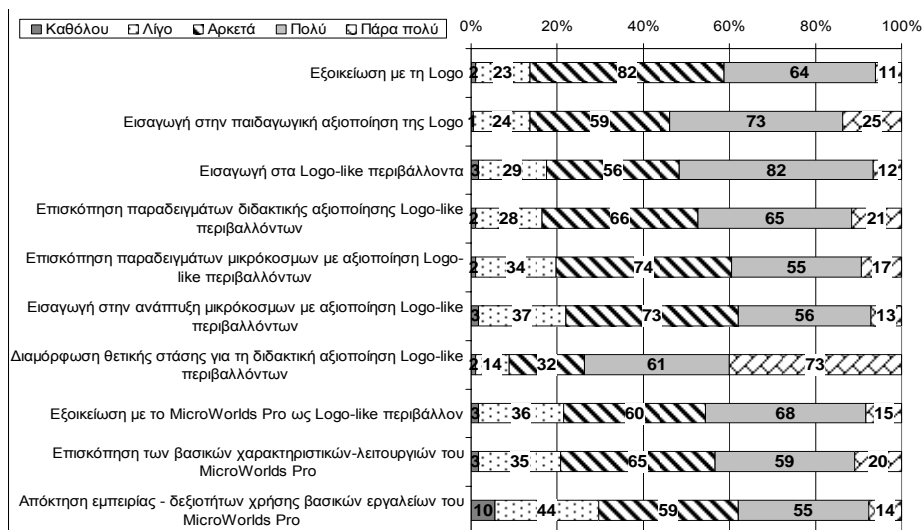 Καθόλου Λίγο Αρκετά Πολύ Πάρα πολύ
0% 20% 40% 60% 80% 100%
Εξοικείωση με τη Logo
2 23 82 64 11
Εισαγωγή στην παιδαγωγική αξιοποίηση της Logo
1 24 59 73 25
Εισαγωγή στα Logo-like περιβάλλοντα
3 29 56 82 12
Επισκόπηση παραδειγμάτων διδακτικής αξιοποίησης Logo-like
περιβαλλόντων
2 28 66 65 21
Επισκόπηση παραδειγμάτων μικρόκοσμων με αξιοποίηση Logo-
like περιβαλλόντων
2 34 74 55 17
Εισαγωγή στην ανάπτυξη μικρόκοσμων με αξιοποίηση Logo-like
περιβαλλόντων
3 37 73 56 13
Διαμόρφωση θετικής στάσης για τη διδακτική αξιοποίηση Logo-like
περιβαλλόντων
2 14 32 61 73
Εξοικείωση με το MicroWorlds Pro ως Logo-like περιβάλλον
3 36 60 68 15
Επισκόπηση των βασικών χαρακτηριστικών-λειτουργιών του
MicroWorlds Pro
3 35 65 59 20
Απόκτηση εμπειρίας - δεξιοτήτων χρήσης βασικών εργαλείων του
MicroWorlds Pro
10 44 59 55 14